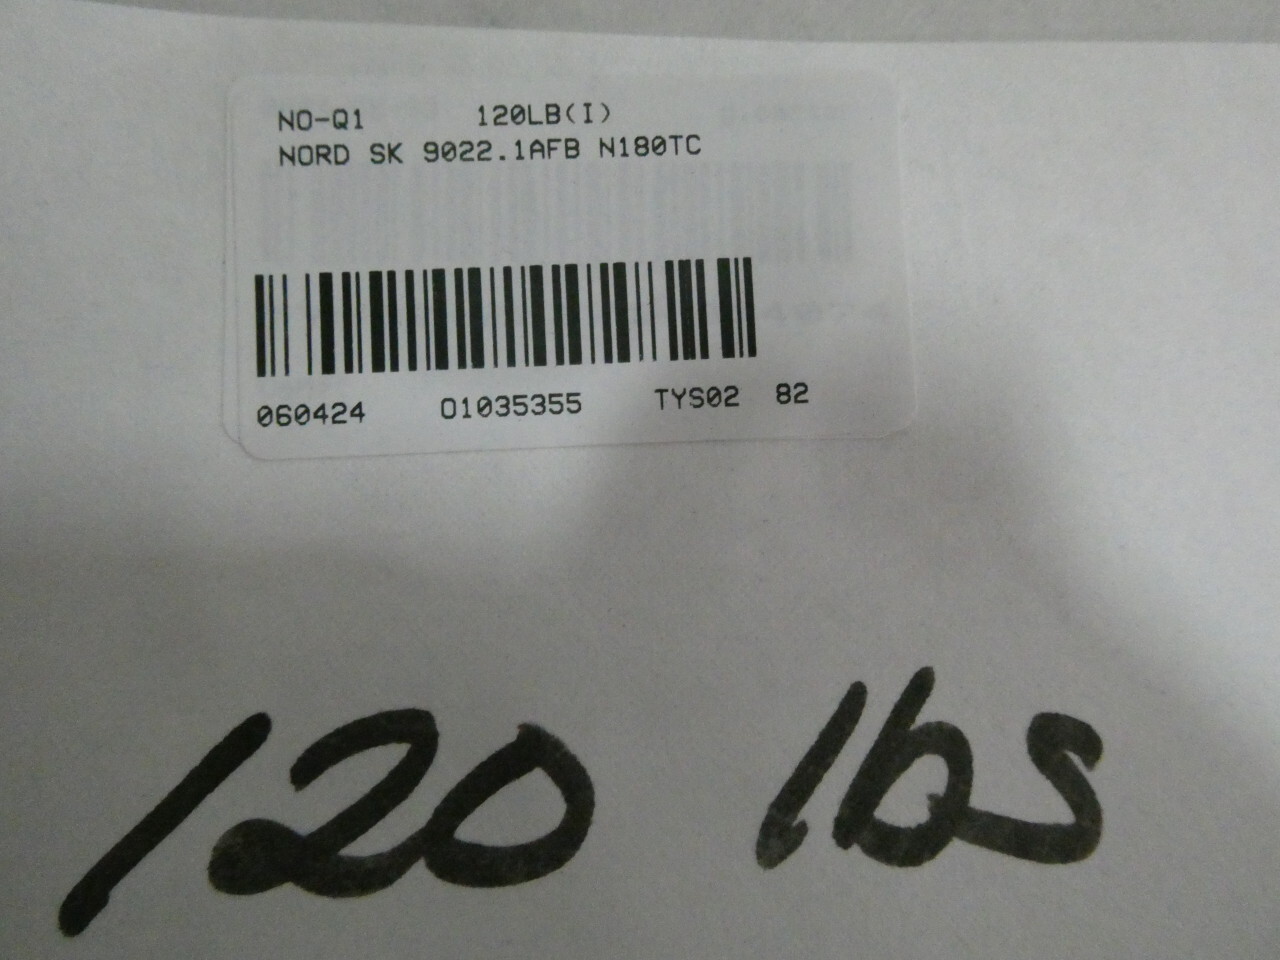 NO-Q1 120LB(I)
NORD SK 9022.1AFB N180TC
060424 01035355 TYS02 82
120 lbs